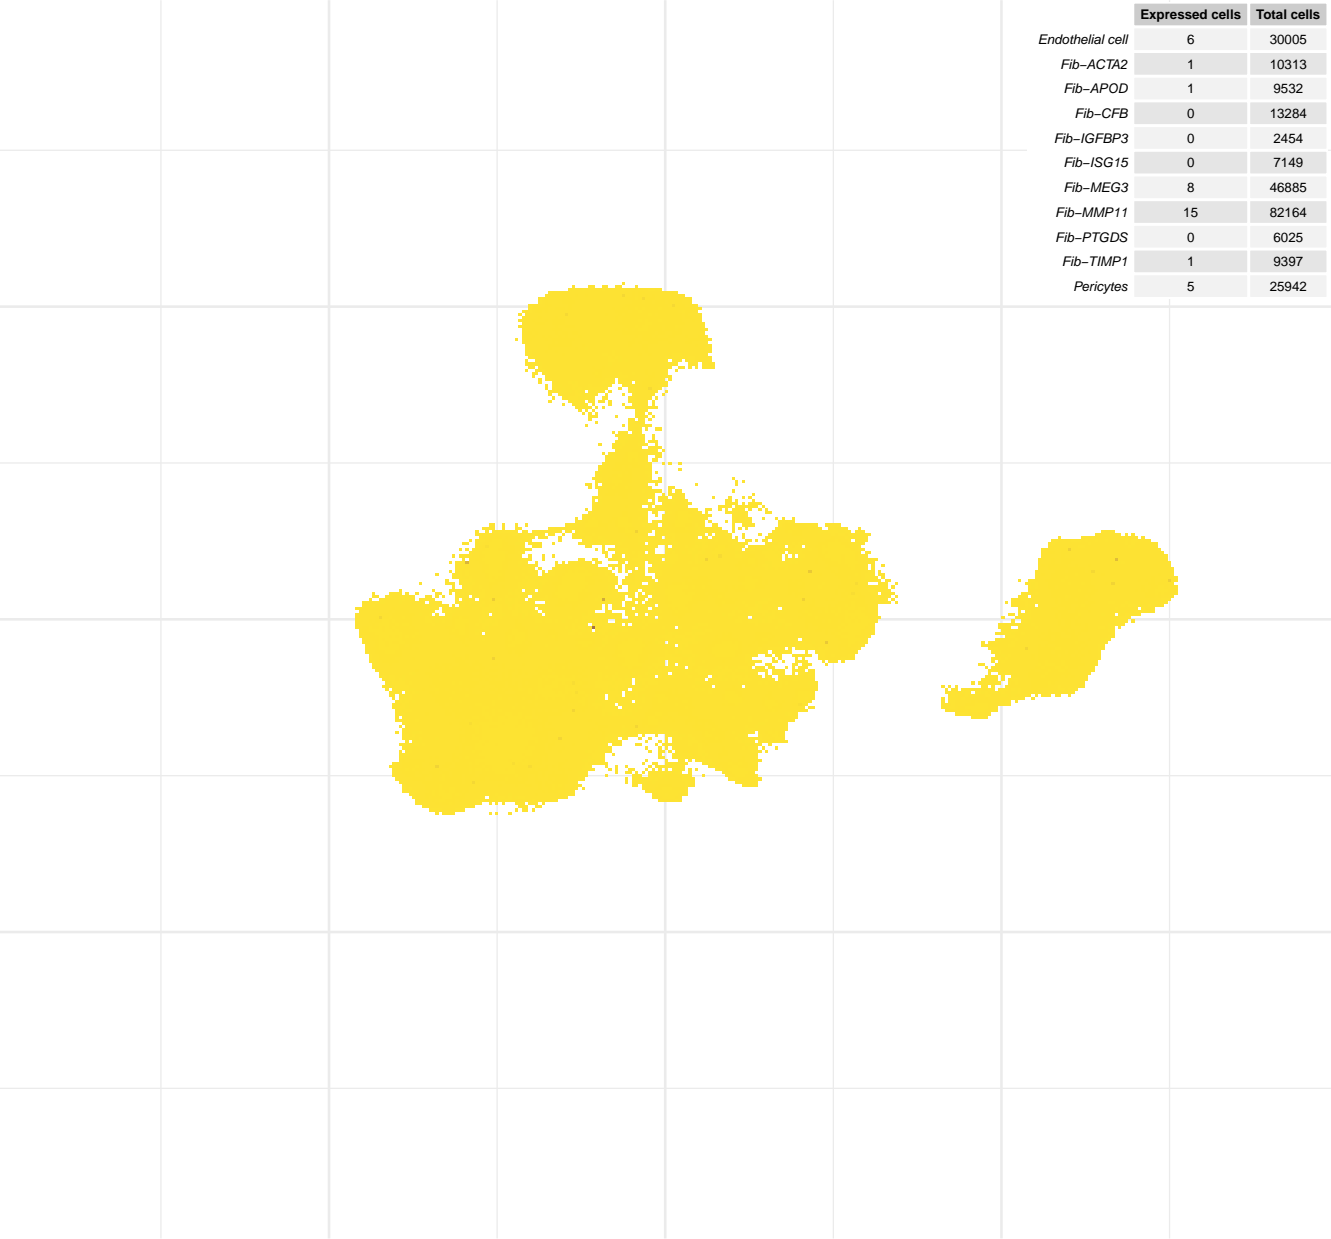 Expressed cells Total cells
Endothelial cell 6 30005
Fib−ACTA2 1 10313
Fib−APOD 1 9532
Fib−CFB 0 13284
Fib−IGFBP3 0 2454
Fib−ISG15 0 7149
Fib−MEG3 8 46885
Fib−MMP11 15 82164
Fib−PTGDS 0 6025
Fib−TIMP1 1 9397
Pericytes 5 25942